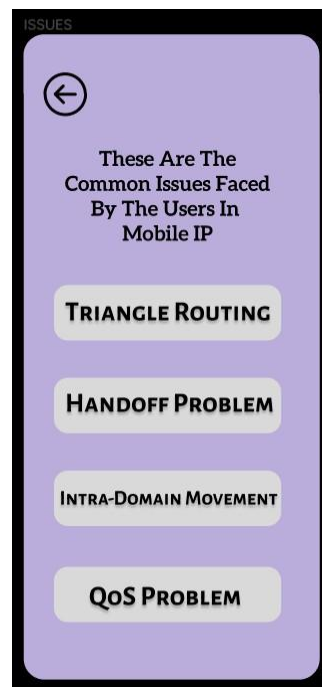 ISSUES
These Are The
Common Issues Faced
By The Users In
Mobile IP
Triangle Routing
Handoff Problem
Intra-Domain Movement
QoS Problem